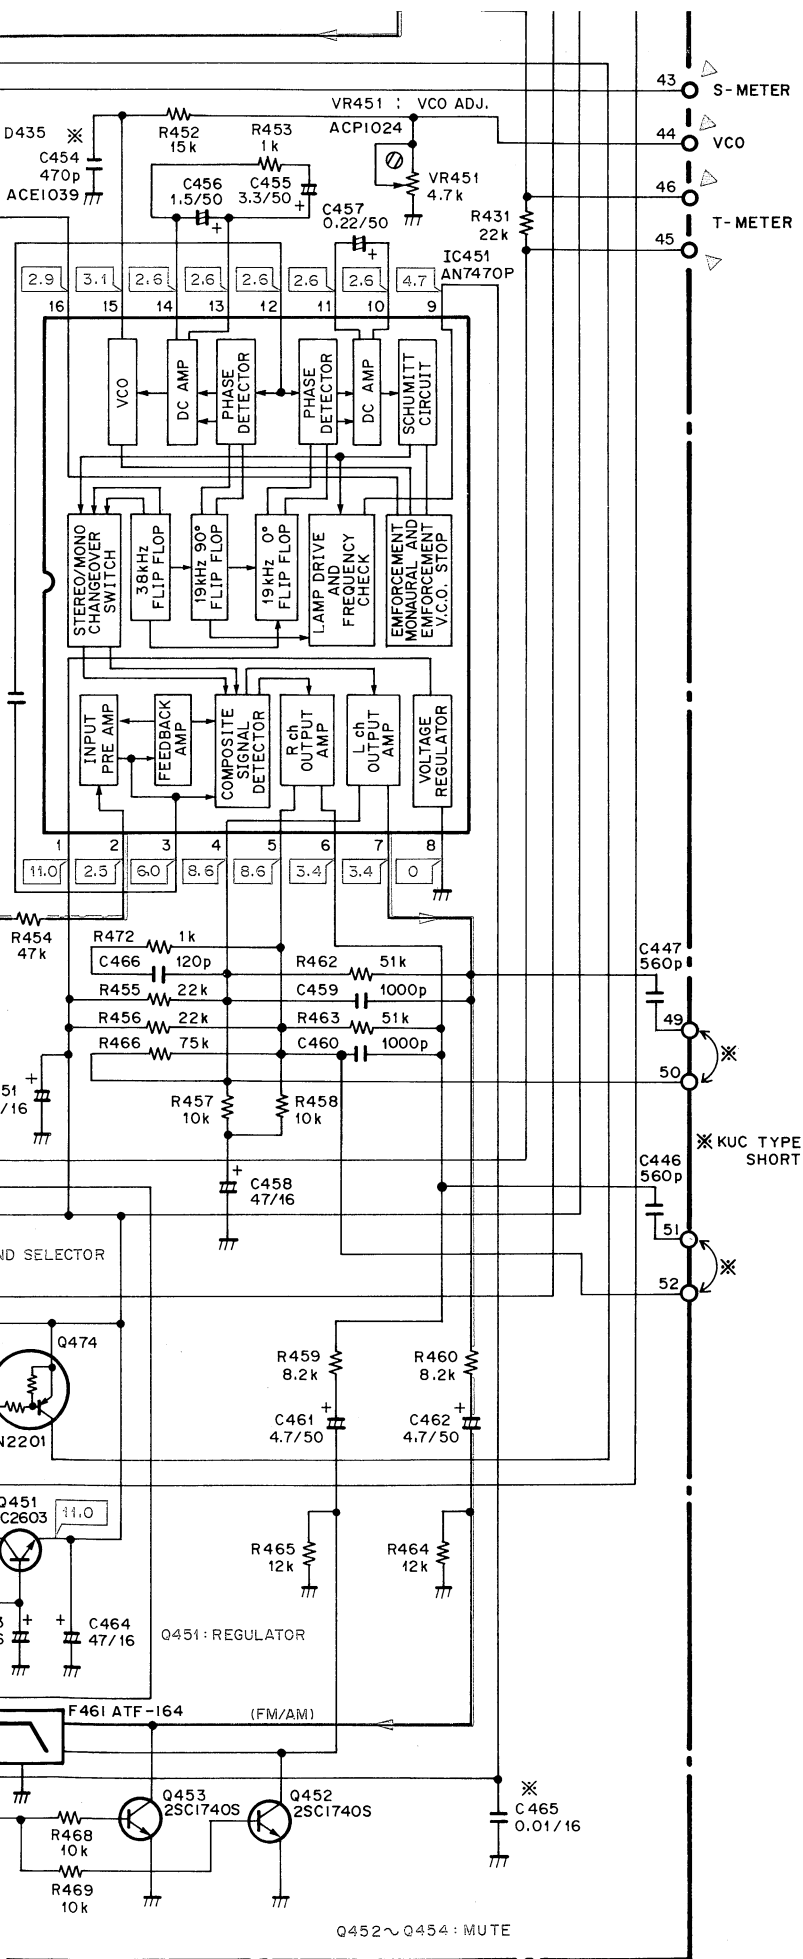 43
S-METER
VR451 : VCO ADJ.
D435 ※
R452
15k
R453
1k
ACP1024
44
VCO
C454
470p
ACE1039
C456
1.5/50
C455
3.3/50
VR451
4.7k
46
C457
0.22/50
R431
22k
T-METER
45
IC451
AN7470P
2.9
3.1
2.6
2.6
2.6
2.6
2.6
4.7
16
15
14
13
12
11
10
9
VCO
DC AMP
PHASE
DETECTOR
PHASE
DETECTOR
DC AMP
SCHUMITT
CIRCUIT
STEREO/MONO
CHANGEOVER
SWITCH
38kHz
FLIP FLOP
19kHz 90°
FLIP FLOP
19kHz 0°
FLIP FLOP
LAMP DRIVE
AND
FREQUENCY
CHECK
EMFORCEMENT
MONAURAL AND
EMFORCEMENT
V.C.O. STOP
INPUT
PRE AMP
FEEDBACK
AMP
COMPOSITE
SIGNAL
DETECTOR
R ch
OUTPUT
AMP
L ch
OUTPUT
AMP
VOLTAGE
REGULATOR
1
2
3
4
5
6
7
8
11.0
2.5
6.0
8.6
8.6
3.4
3.4
0
R454
47k
R472
1k
C466
120p
R462
51k
C447
560p
R455
22k
C459
1000p
R456
22k
R463
51k
49
R466
75k
C460
1000p
※
50
51
/16
R457
10k
R458
10k
※ KUC TYPE
SHORT
C446
560p
C458
47/16
51
※
52
ND SELECTOR
Q474
N2201
R459
8.2k
R460
8.2k
C461
4.7/50
C462
4.7/50
Q451
C2603
11.0
R465
12k
R464
12k
C464
47/16
Q451 : REGULATOR
F461 ATF-164
(FM/AM)
Q453
2SC1740S
Q452
2SC1740S
※
C465
0.01/16
R468
10k
R469
10k
Q452~Q454 : MUTE